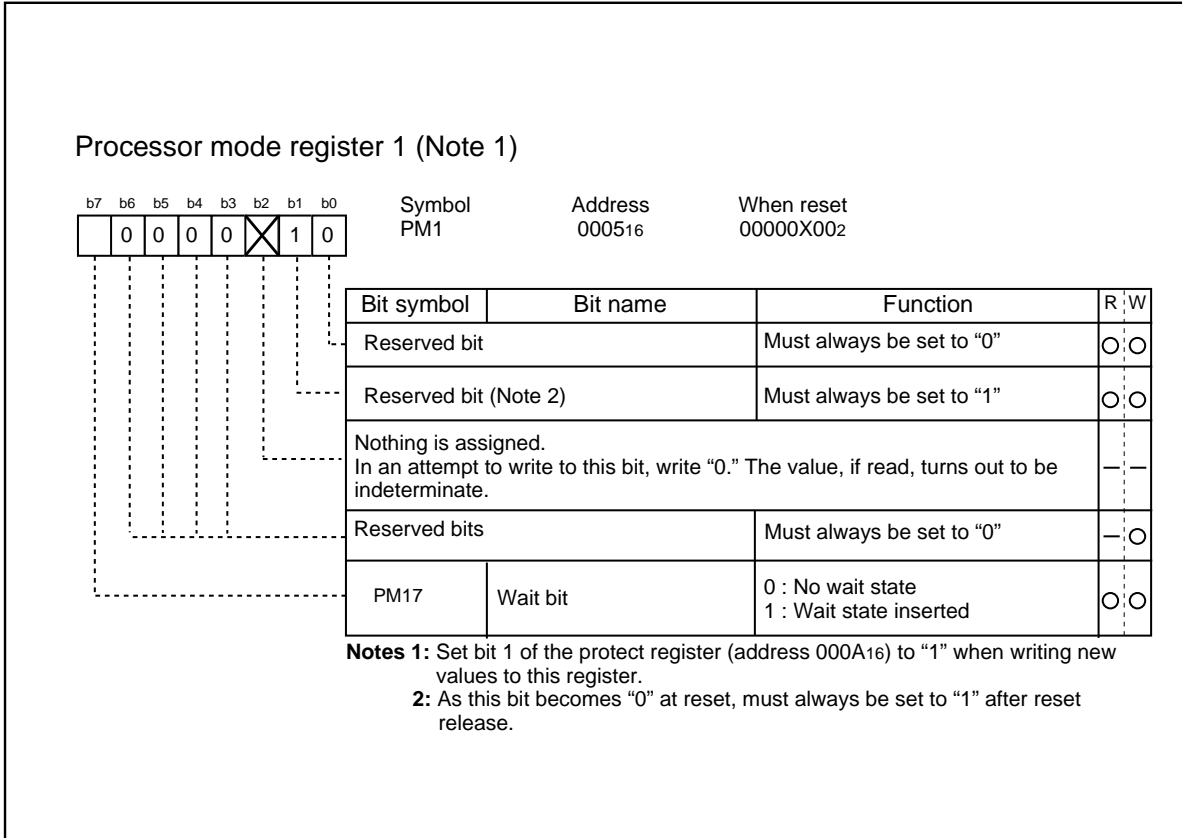 Processor mode register 1 (Note 1)
b7 b6 b5 b4 b3 b2 b1 b0
0 0 0 0 X 1 0
Symbol Address When reset
PM1 000516 00000X002
Bit symbol Bit name Function R W
Reserved bit Must always be set to “0”
Reserved bit (Note 2) Must always be set to “1”
Nothing is assigned.
In an attempt to write to this bit, write “0.” The value, if read, turns out to be
indeterminate.
Reserved bits Must always be set to “0”
PM17 Wait bit 0 : No wait state
1 : Wait state inserted
Notes 1: Set bit 1 of the protect register (address 000A16) to “1” when writing new
values to this register.
2: As this bit becomes “0” at reset, must always be set to “1” after reset
release.